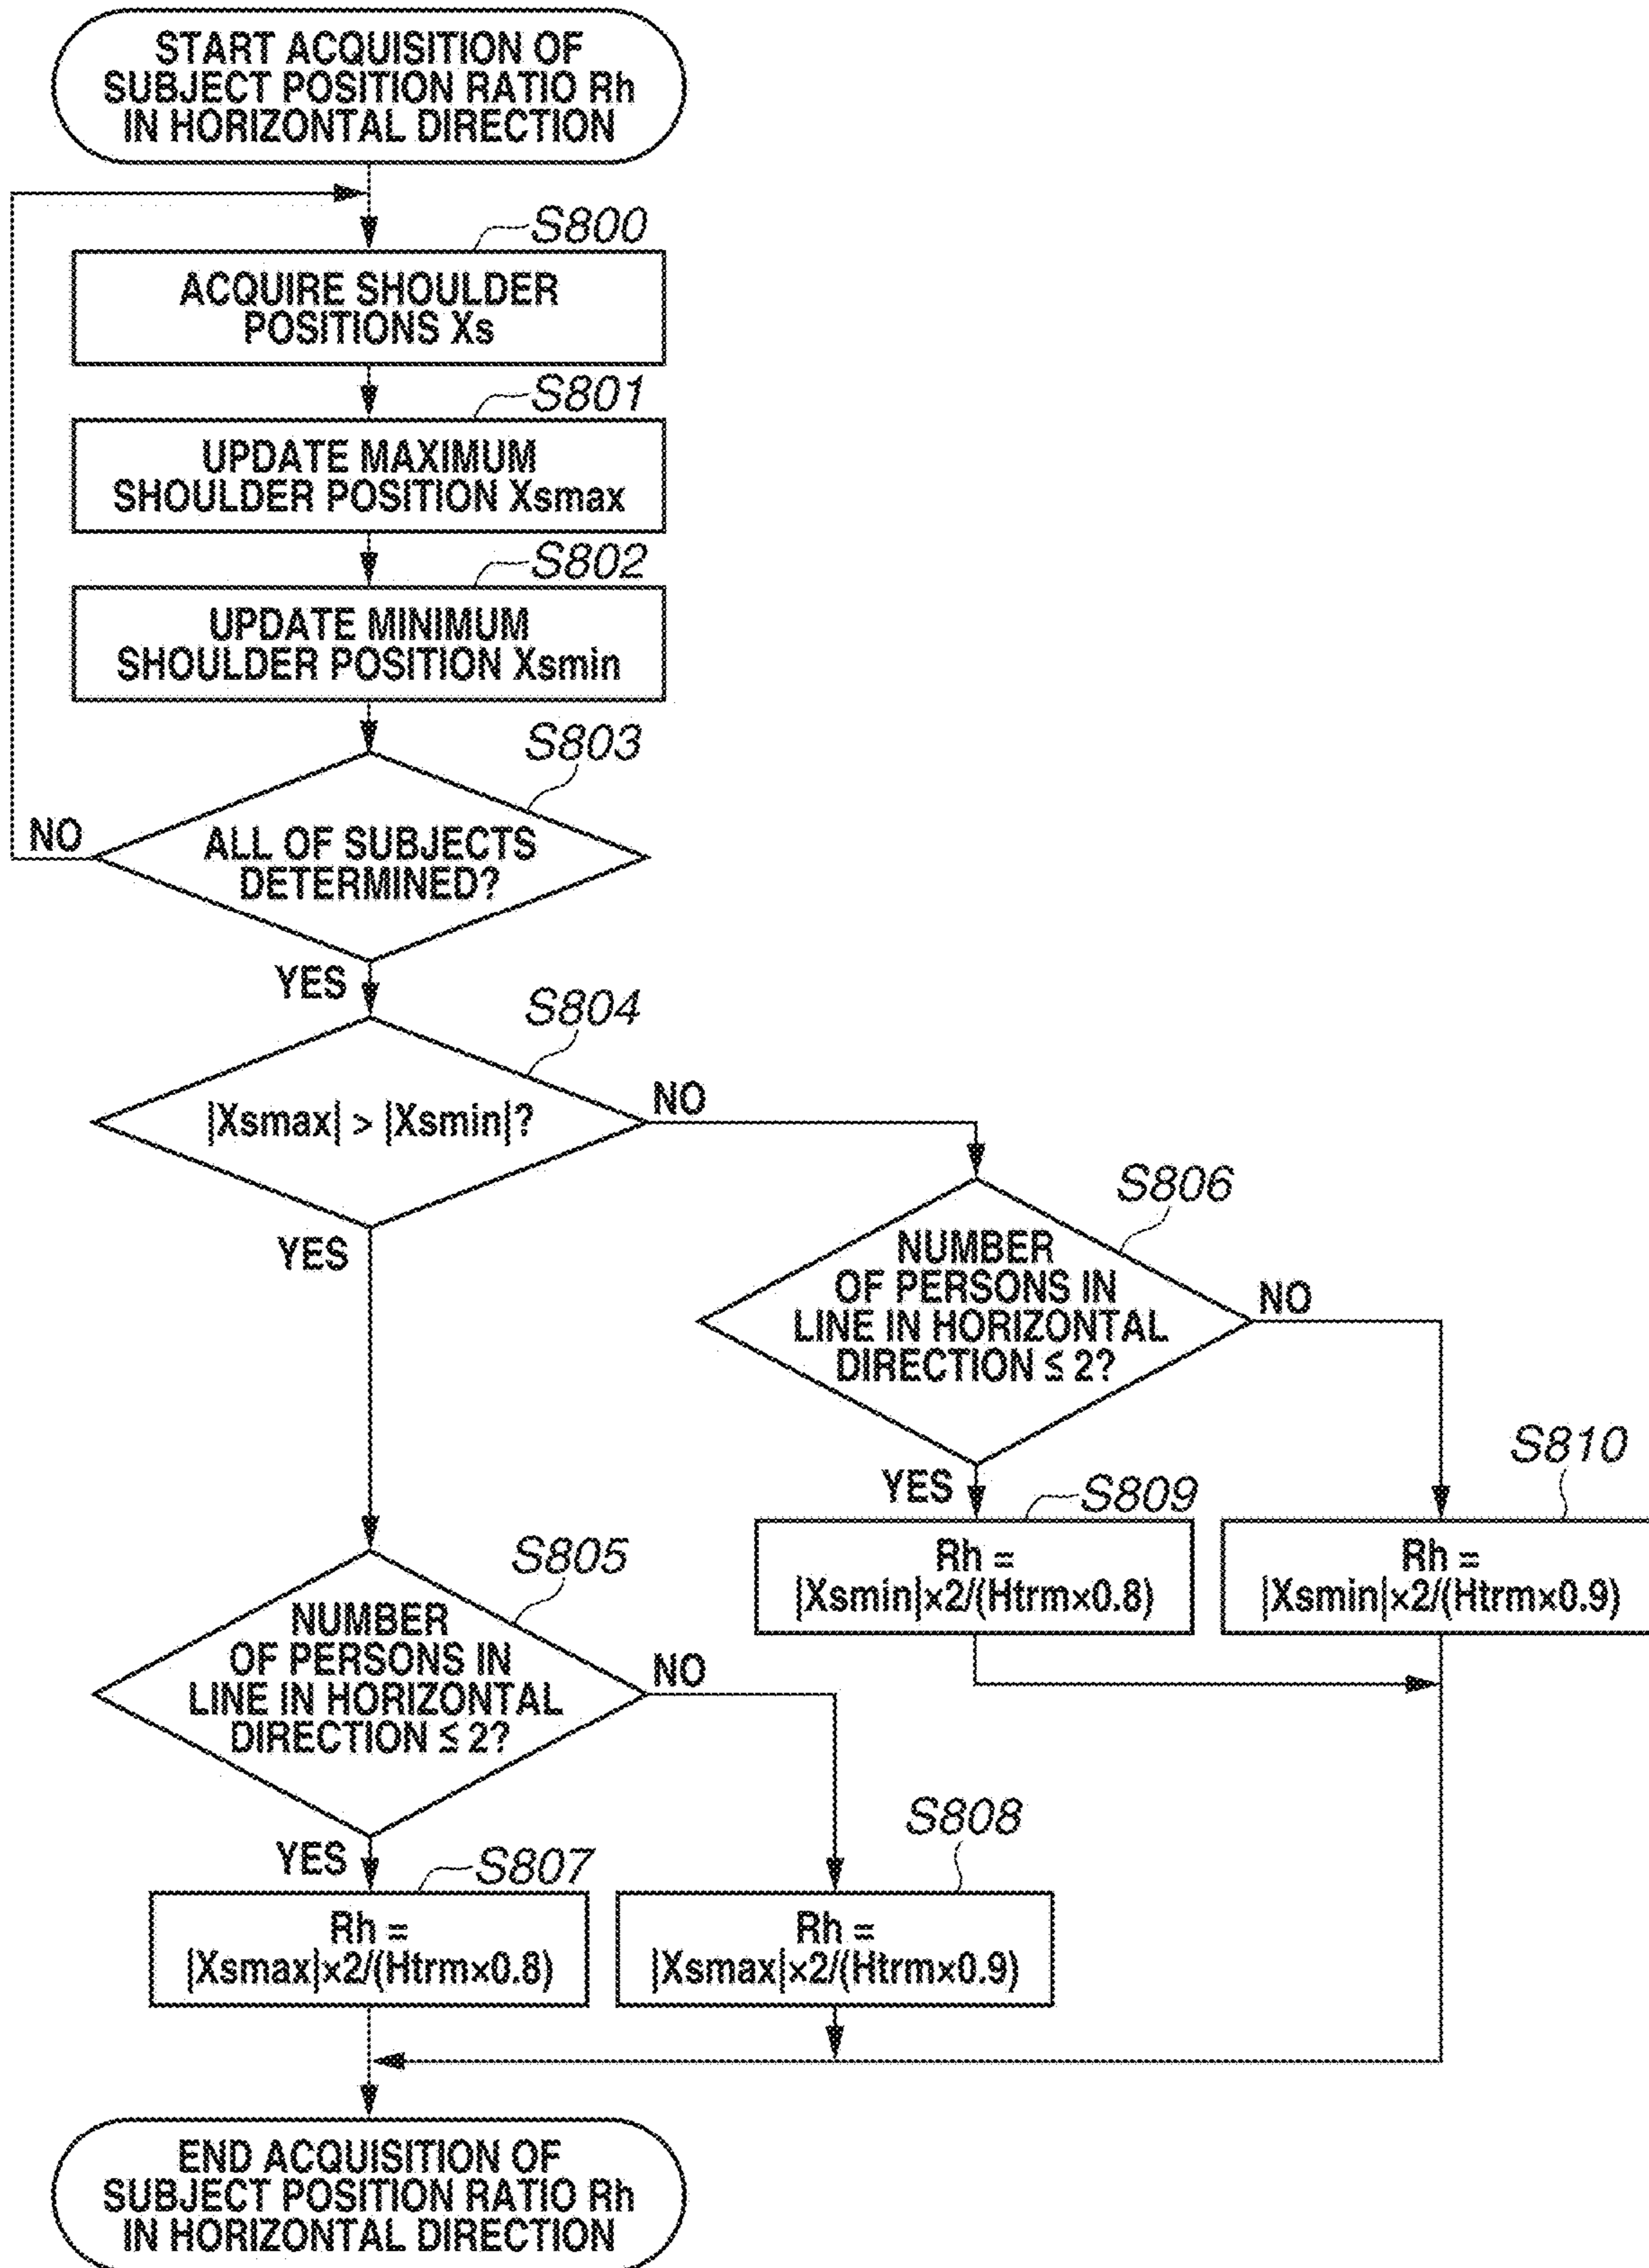 START ACQUISITION OF
SUBJECT POSITION RATIO Rh
IN HORIZONTAL DIRECTION
S800
ACQUIRE SHOULDER
POSITIONS Xs
S801
UPDATE MAXIMUM
SHOULDER POSITION Xsmax
S802
UPDATE MINIMUM
SHOULDER POSITION Xsmin
S803
NO
ALL OF SUBJECTS
DETERMINED?
YES
S804
|Xsmax| > |Xsmin|?
NO
YES
S806
NUMBER
OF PERSONS IN
LINE IN HORIZONTAL
DIRECTION ≤ 2?
NO
YES
S809
Rh =
|Xsmin|×2/(Htrm×0.8)
S810
Rh =
|Xsmin|×2/(Htrm×0.9)
S805
NUMBER
OF PERSONS IN
LINE IN HORIZONTAL
DIRECTION ≤ 2?
NO
YES
S807
Rh =
|Xsmax|×2/(Htrm×0.8)
S808
Rh =
|Xsmax|×2/(Htrm×0.9)
END ACQUISITION OF
SUBJECT POSITION RATIO Rh
IN HORIZONTAL DIRECTION